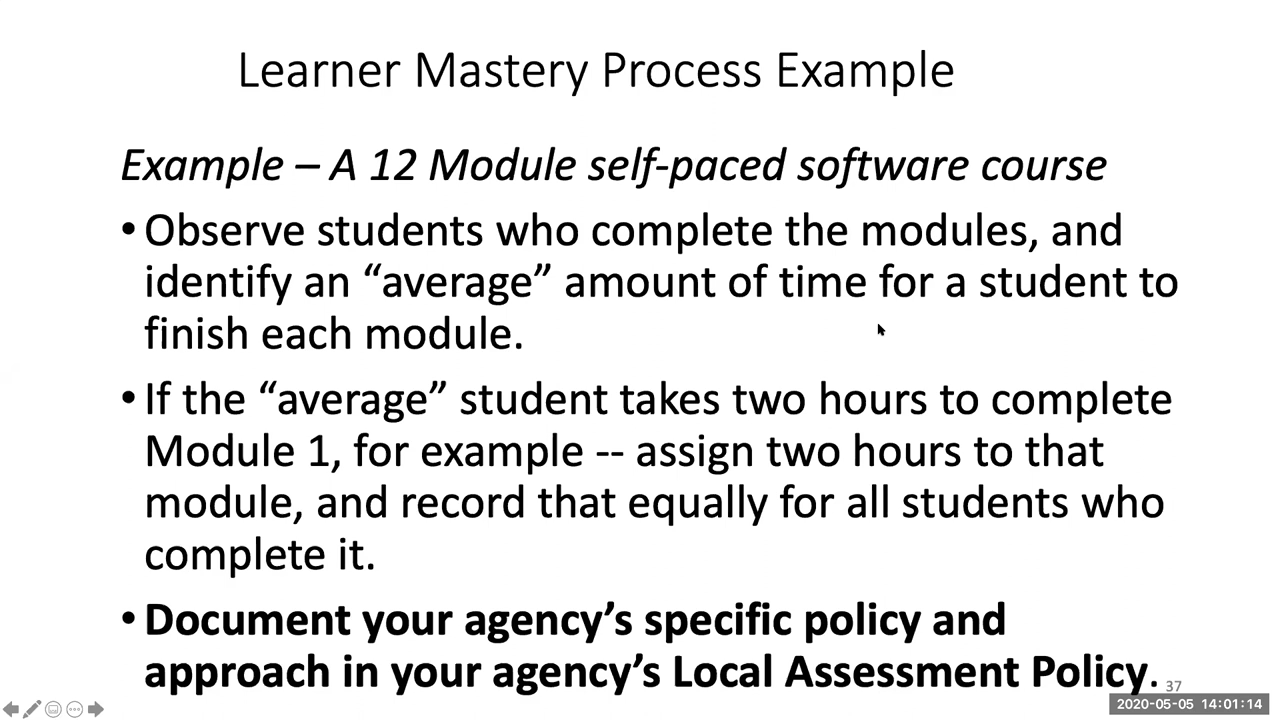 Learner Mastery Process Example
Example – A 12 Module self-paced software course
• Observe students who complete the modules, and
identify an “average” amount of time for a student to
finish each module.
• If the “average” student takes two hours to complete
Module 1, for example -- assign two hours to that
module, and record that equally for all students who
complete it.
• Document your agency’s specific policy and
approach in your agency’s Local Assessment Policy.
37
2020-05-05 14:01:14